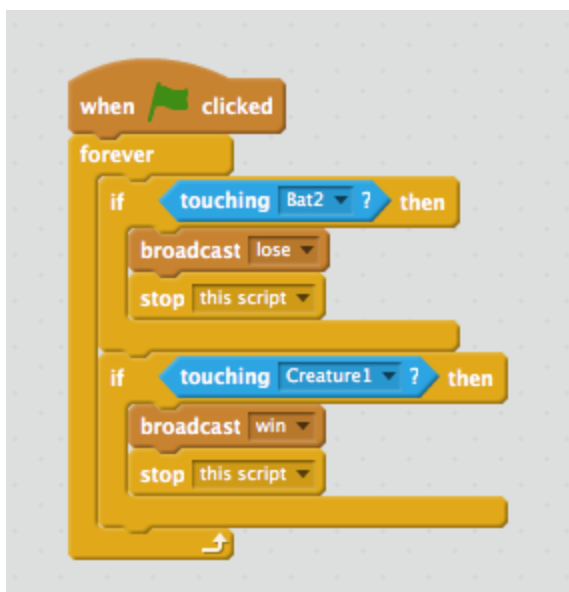 when clicked
forever
if touching Bat2 ? then
broadcast lose
stop this script
if touching Creature1 ? then
broadcast win
stop this script